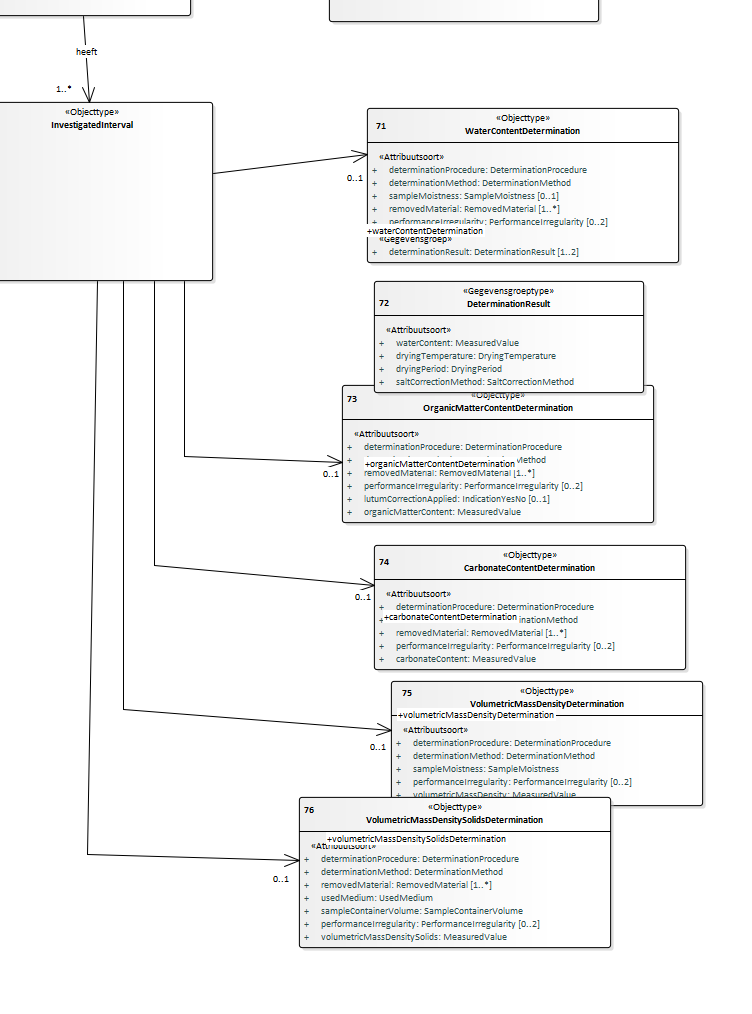 heeft
1..*
«Objecttype»
InvestigatedInterval
0..1
71
«Objecttype»
WaterContentDetermination
«Attribuutsoort»
+ determinationProcedure: DeterminationProcedure
+ determinationMethod: DeterminationMethod
+ sampleMoistness: SampleMoistness [0..1]
+ removedMaterial: RemovedMaterial [1..*]
+ performanceIrregularity: PerformanceIrregularity [0..2]
+waterContentDetermination
«Gegevensgroep»
+ determinationResult: DeterminationResult [1..2]
72
«Gegevensgroeptype»
DeterminationResult
«Attribuutsoort»
+ waterContent: MeasuredValue
+ dryingTemperature: DryingTemperature
+ dryingPeriod: DryingPeriod
+ saltCorrectionMethod: SaltCorrectionMethod
73
«Objecttype»
OrganicMatterContentDetermination
«Attribuutsoort»
+ determinationProcedure: DeterminationProcedure
+ Method
+organicMatterContentDetermination
0..1
+ removedMaterial: RemovedMaterial [1..*]
+ performanceIrregularity: PerformanceIrregularity [0..2]
+ lutumCorrectionApplied: IndicationYesNo [0..1]
+ organicMatterContent: MeasuredValue
74
«Objecttype»
CarbonateContentDetermination
«Attribuutsoort»
0..1
+ determinationProcedure: DeterminationProcedure
+carbonateContentDetermination
+ inationMethod
+ removedMaterial: RemovedMaterial [1..*]
+ performanceIrregularity: PerformanceIrregularity [0..2]
+ carbonateContent: MeasuredValue
75
«Objecttype»
VolumetricMassDensityDetermination
+volumetricMassDensityDetermination
«Attribuutsoort»
0..1
+ determinationProcedure: DeterminationProcedure
+ determinationMethod: DeterminationMethod
+ sampleMoistness: SampleMoistness
+ performanceIrregularity: PerformanceIrregularity [0..2]
+ volumetricMassDensity: MeasuredValue
76
«Objecttype»
VolumetricMassDensitySolidsDetermination
+volumetricMassDensitySolidsDetermination
«Attribuutsoort»
0..1
+ determinationProcedure: DeterminationProcedure
+ determinationMethod: DeterminationMethod
+ removedMaterial: RemovedMaterial [1..*]
+ usedMedium: UsedMedium
+ sampleContainerVolume: SampleContainerVolume
+ performanceIrregularity: PerformanceIrregularity [0..2]
+ volumetricMassDensitySolids: MeasuredValue